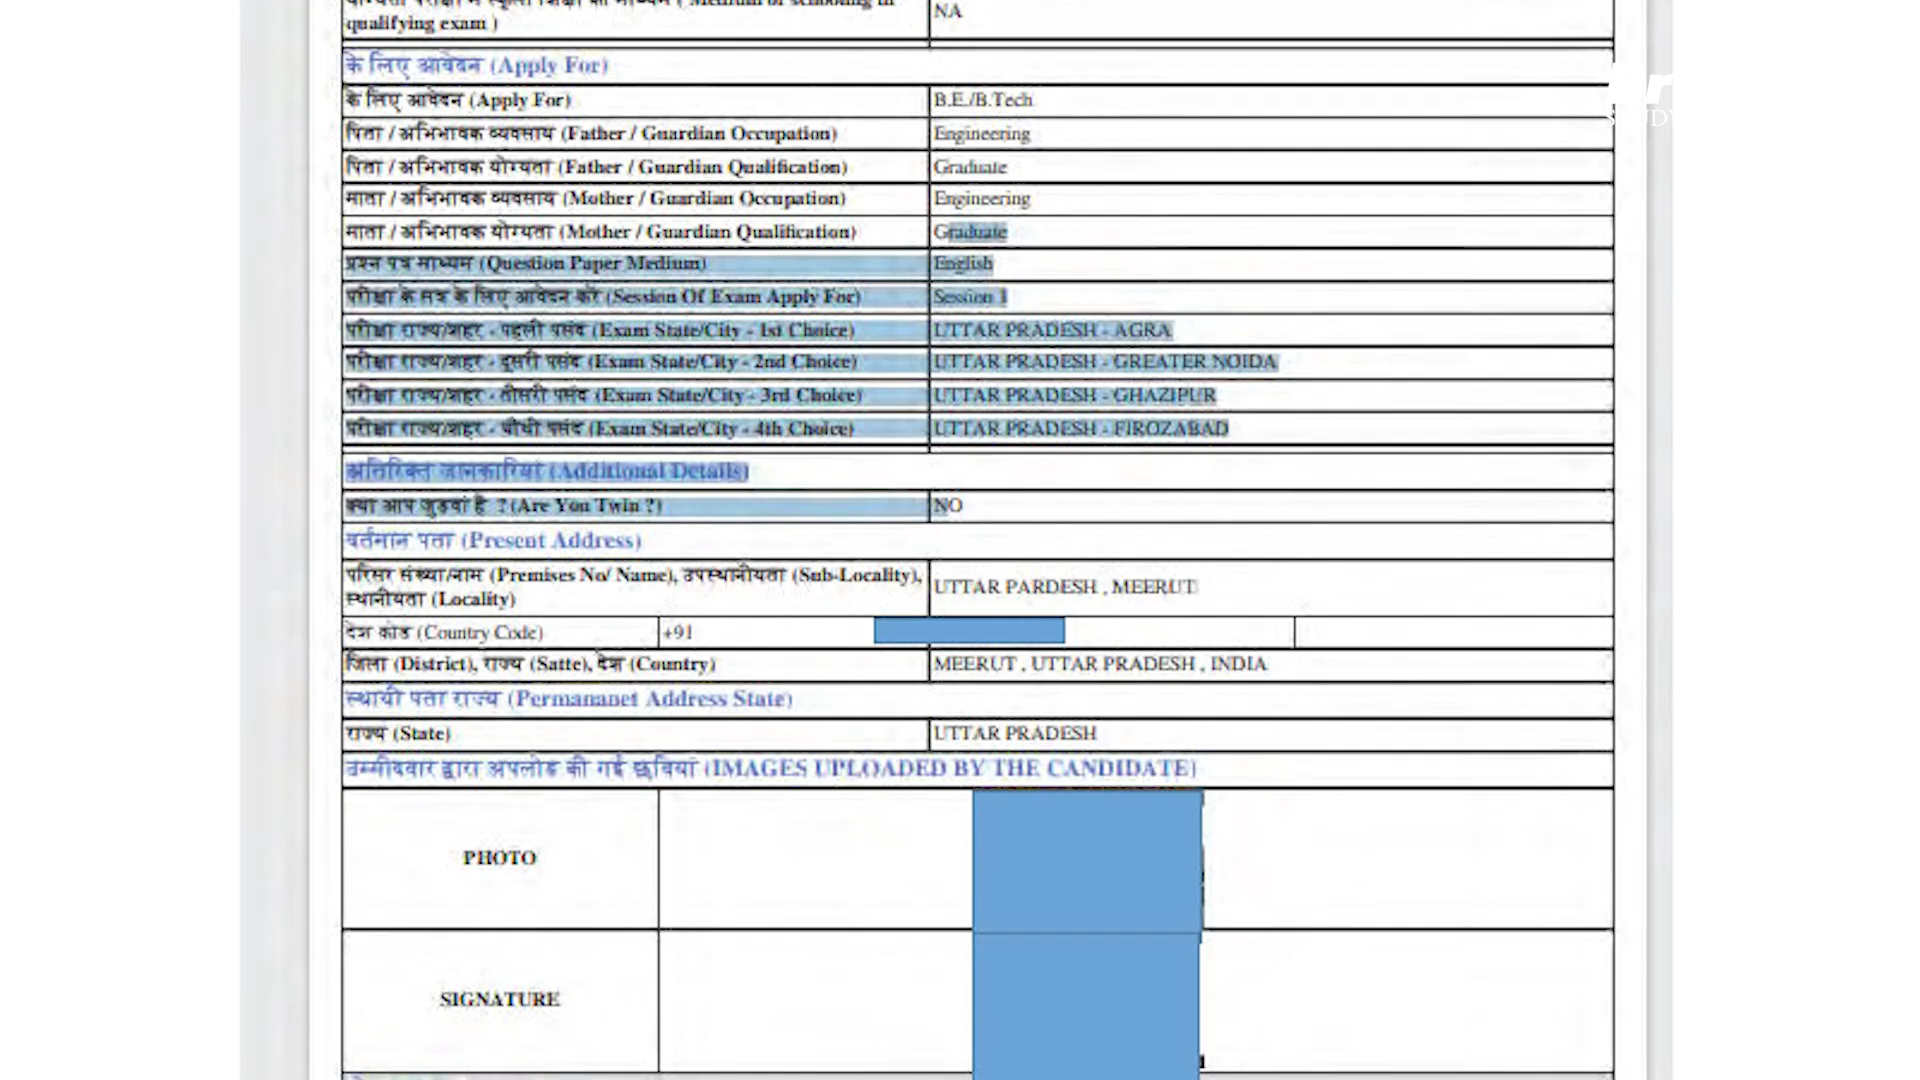 qualifying exam )
NA
के लिए आवेदन (Apply For)
के लिए आवेदन (Apply For) B.E./B.Tech
पिता / अभिभावक व्यवसाय (Father / Guardian Occupation) Engineering
पिता / अभिभावक योग्यता (Father / Guardian Qualification) Graduate
माता / अभिभावक व्यवसाय (Mother / Guardian Occupation) Engineering
माता / अभिभावक योग्यता (Mother / Guardian Qualification) Graduate
प्रश्न पत्र माध्यम (Question Paper Medium) English
परीक्षा के सत्र के लिए आवेदन करें (Session Of Exam Apply For) Session 1
परीक्षा राज्य/शहर - पहली पसंद (Exam State/City - 1st Choice) UTTAR PRADESH - AGRA
परीक्षा राज्य/शहर - दूसरी पसंद (Exam State/City - 2nd Choice) UTTAR PRADESH - GREATER NOIDA
परीक्षा राज्य/शहर - तीसरी पसंद (Exam State/City - 3rd Choice) UTTAR PRADESH - GHAZIPUR
परीक्षा राज्य/शहर - चौथी पसंद (Exam State/City - 4th Choice) UTTAR PRADESH - FIROZABAD
अतिरिक्त जानकारियां (Additional Details)
क्या आप जुड़वां है ? (Are You Twin ?) NO
वर्तमान पता (Present Address)
परिसर संख्या/नाम (Premises No/ Name), उपस्थानीयता (Sub-Locality),
स्थानीयता (Locality)
UTTAR PARDESH , MEERUT
देश कोड (Country Code) +91
जिला (District), राज्य (Satte), देश (Country) MEERUT , UTTAR PRADESH , INDIA
स्थायी पता राज्य (Permananet Address State)
राज्य (State) UTTAR PRADESH
उम्मीदवार द्वारा अपलोड की गई छवियां (IMAGES UPLOADED BY THE CANDIDATE)
PHOTO
SIGNATURE